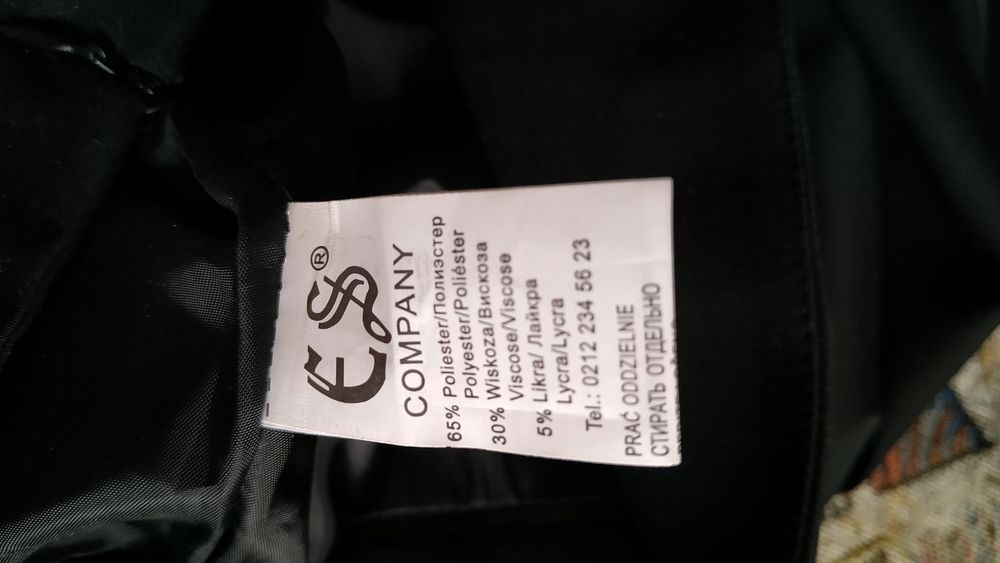 ES®
COMPANY
65% Poliester/Полиэстер
Polyester/Poliéster
30% Wiskoza/Вискоза
Viscose/Viscose
5% Likra/ Лайкра
Lycra/Lycra
Tel.: 0212 234 56 23
PRAĆ ODDZIELNIE
СТИРАТЬ ОТДЕЛЬНО